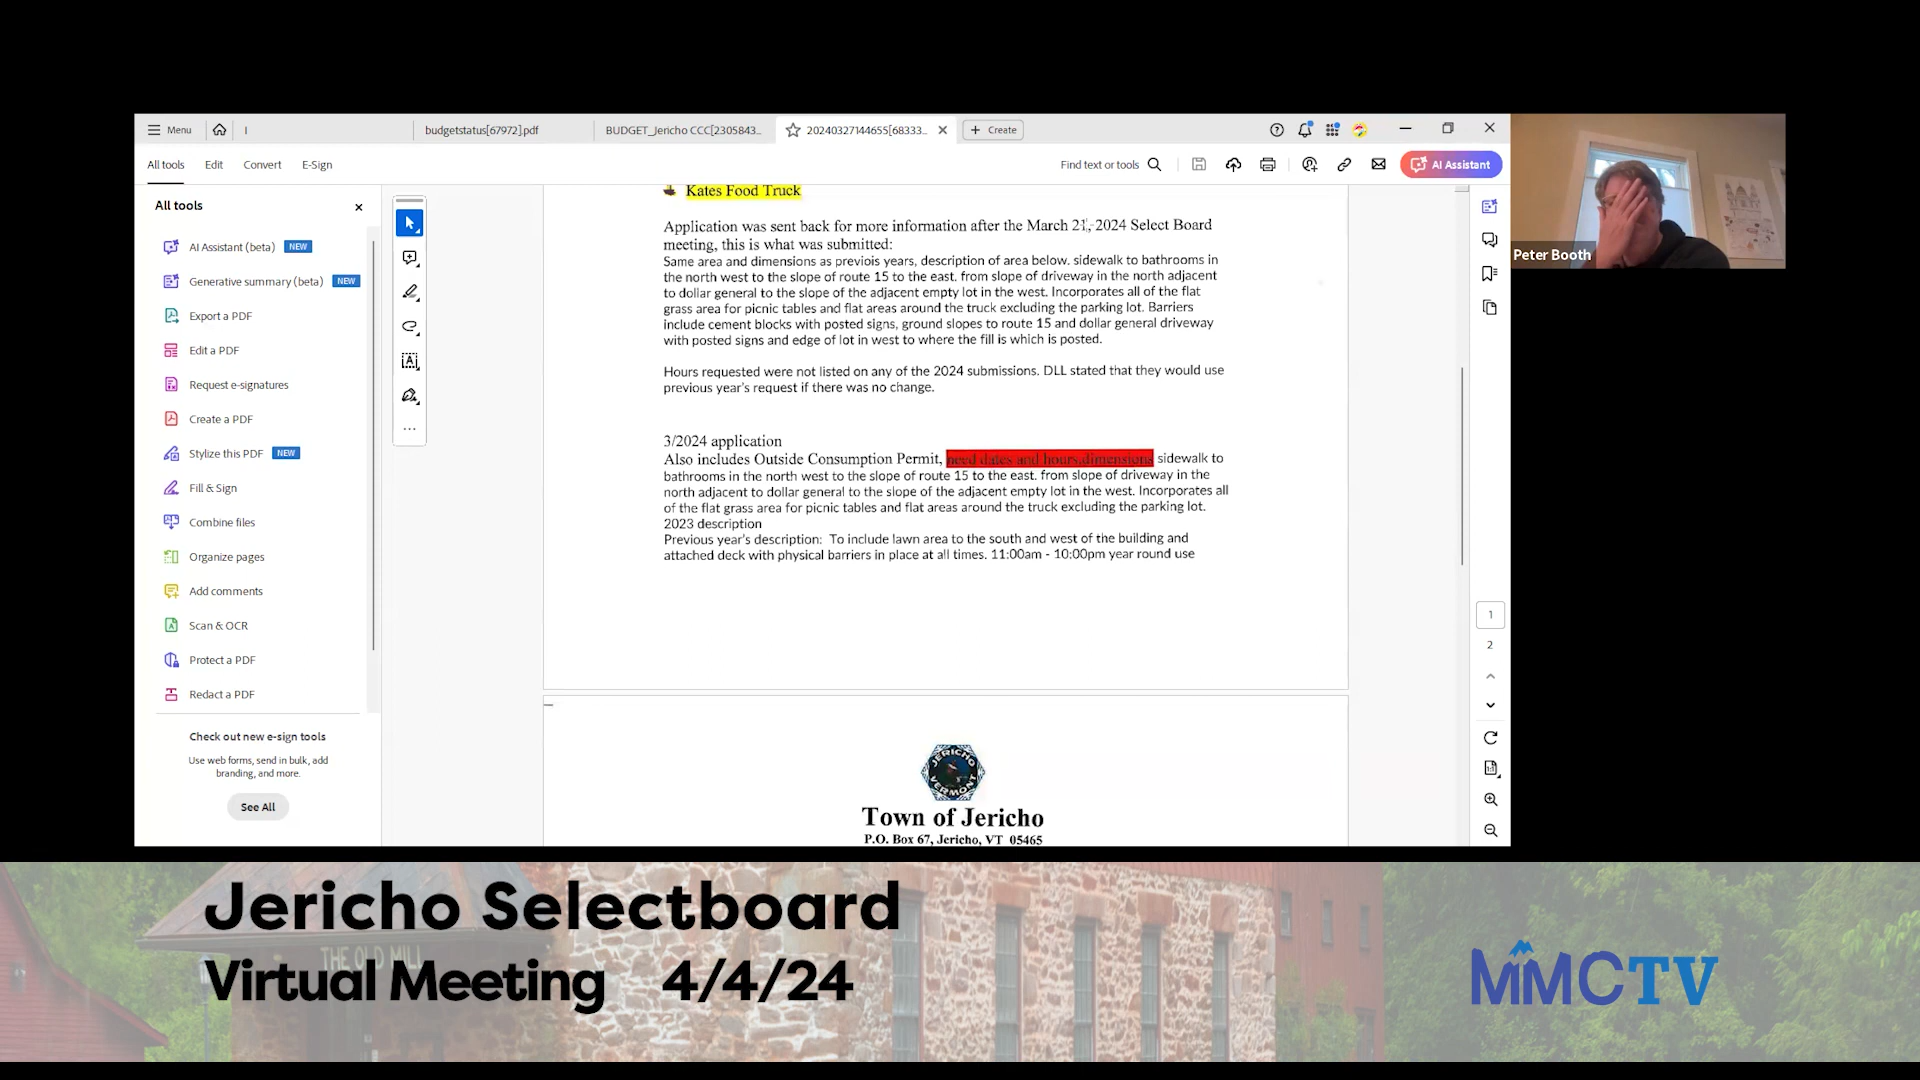 Menu
I
budgetstatus[67972].pdf
BUDGET_Jericho CCC[2305843...
20240327144655[68333...
Create
All tools
Edit
Convert
E-Sign
Find text or tools
AI Assistant
All tools
AI Assistant (beta) NEW
Generative summary (beta) NEW
Export a PDF
Edit a PDF
Request e-signatures
Create a PDF
Stylize this PDF NEW
Fill & Sign
Combine files
Organize pages
Add comments
Scan & OCR
Protect a PDF
Redact a PDF
Check out new e-sign tools
Use web forms, send in bulk, add
branding, and more.
See All
Kates Food Truck
Application was sent back for more information after the March 21, 2024 Select Board
meeting, this is what was submitted:
Same area and dimensions as previois years, description of area below. sidewalk to bathrooms in
the north west to the slope of route 15 to the east. from slope of driveway in the north adjacent
to dollar general to the slope of the adjacent empty lot in the west. Incorporates all of the flat
grass area for picnic tables and flat areas around the truck excluding the parking lot. Barriers
include cement blocks with posted signs, ground slopes to route 15 and dollar general driveway
with posted signs and edge of lot in west to where the fill is which is posted.
Hours requested were not listed on any of the 2024 submissions. DLL stated that they would use
previous year's request if there was no change.
3/2024 application
Also includes Outside Consumption Permit, need dates and hours.dimensions sidewalk to
bathrooms in the north west to the slope of route 15 to the east. from slope of driveway in the
north adjacent to dollar general to the slope of the adjacent empty lot in the west. Incorporates all
of the flat grass area for picnic tables and flat areas around the truck excluding the parking lot.
2023 description
Previous year's description: To include lawn area to the south and west of the building and
attached deck with physical barriers in place at all times. 11:00am - 10:00pm year round use
JERICHO
VERMONT
Town of Jericho
P.O. Box 67, Jericho, VT 05465
1
2
Peter Booth
THE OLD MILL
Jericho Selectboard
Virtual Meeting 4/4/24
MMCTV